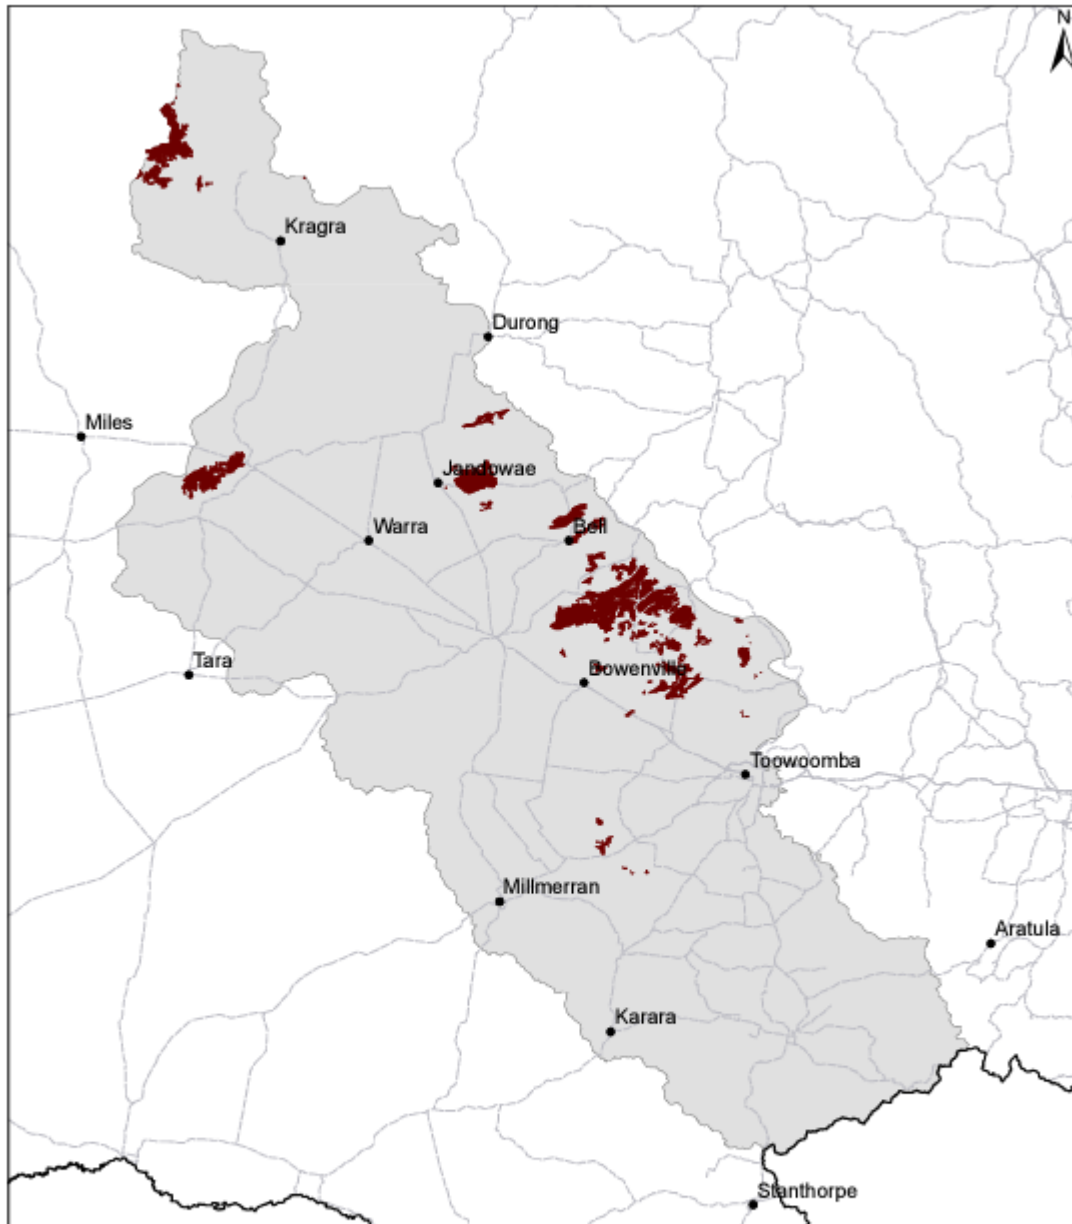 N
Kragra
Durong
Miles
Jandowae
Warra
Bell
Tara
Bowenville
Toowoomba
Millmerran
Aratula
Karara
Stanthorpe